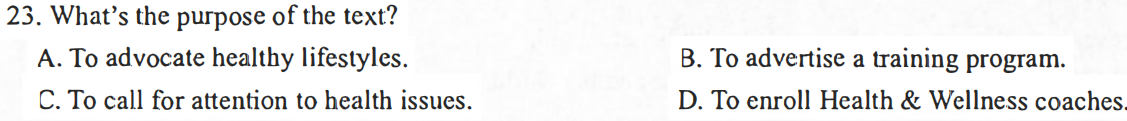 23. What's the purpose of the text?
A. To advocate healthy lifestyles. B. To advertise a training program.
C. To call for attention to health issues. D. To enroll Health & Wellness coaches.